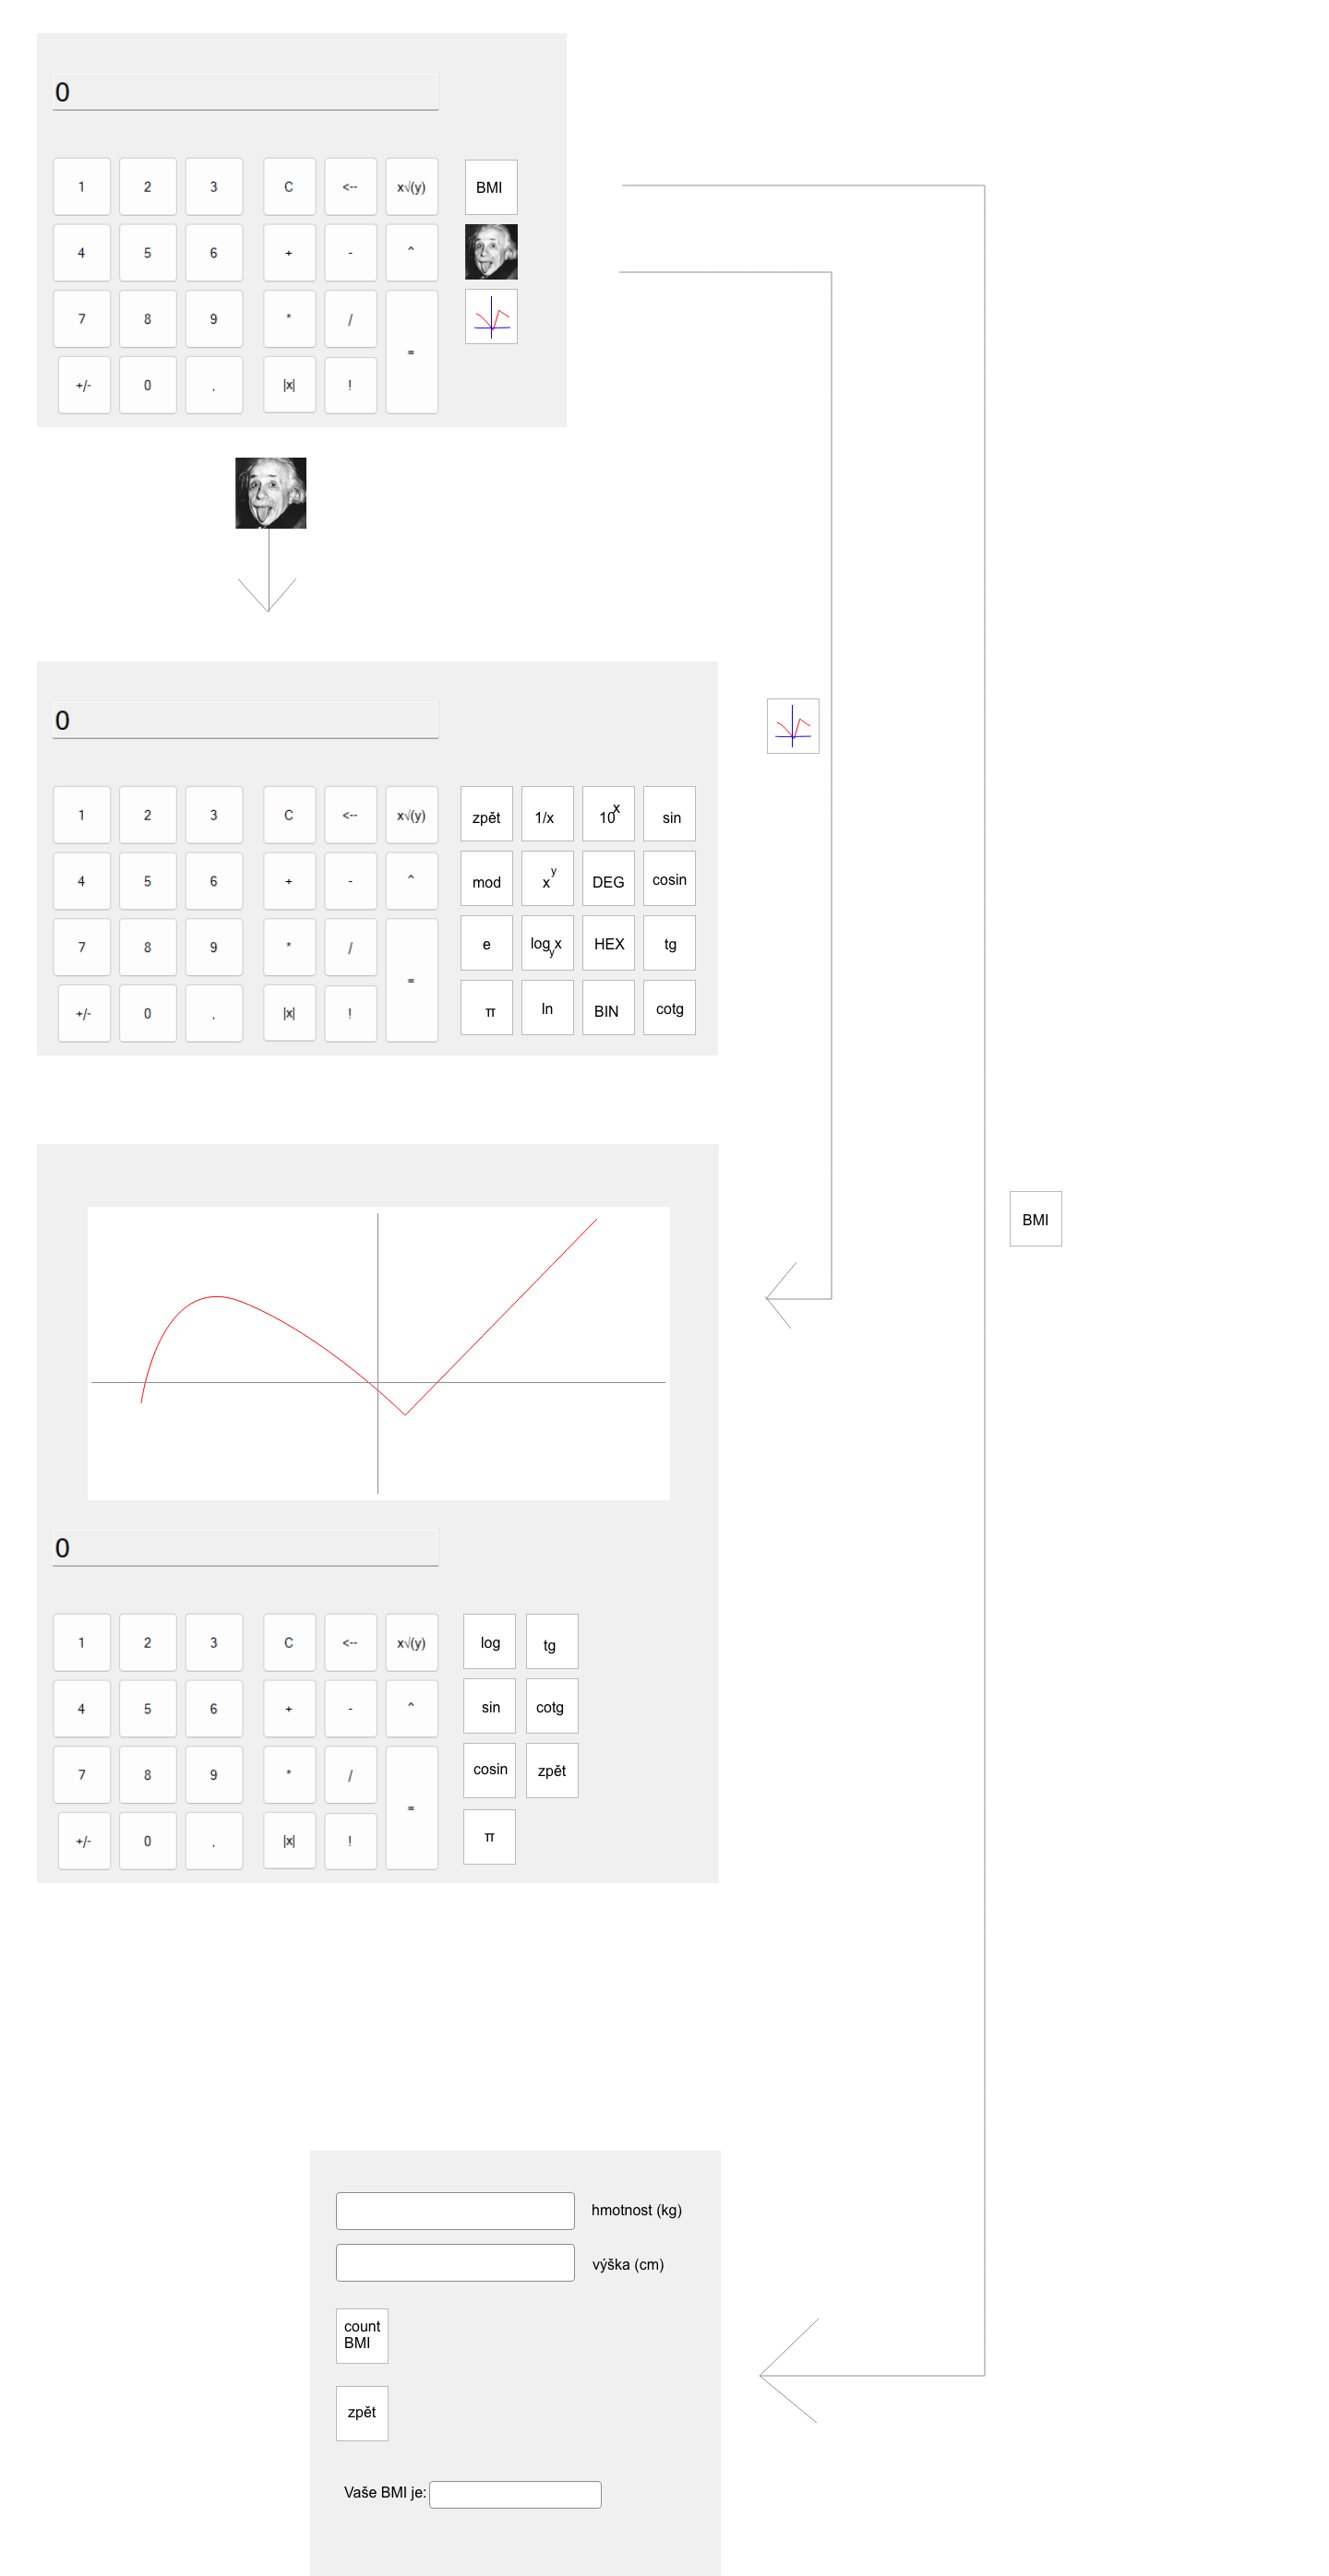 0
1 2 3 C <-- x√(y) BMI
4 5 6 + - ^
7 8 9 * /
=
+/- 0 . |x| !
0
1 2 3 C <-- x√(y) zpět 1/x 10^x sin
4 5 6 + - ^ mod x^y DEG cosin
7 8 9 * / e log_y x HEX tg
=
+/- 0 . |x| ! π ln BIN cotg
BMI
0
1 2 3 C <-- x√(y) log tg
4 5 6 + - ^ sin cotg
7 8 9 * / cosin zpět
=
+/- 0 . |x| ! π
hmotnost (kg)
výška (cm)
count
BMI
zpět
Vaše BMI je: